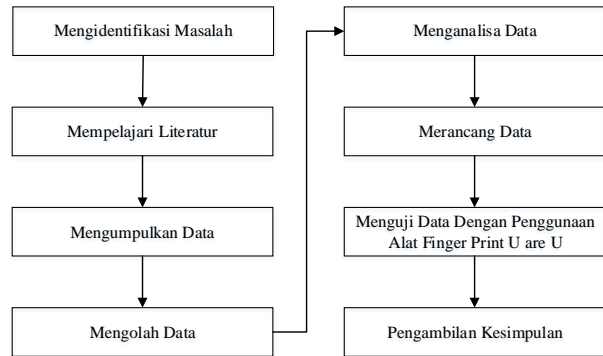 Mengidentifikasi Masalah
Mempelajari Literatur
Mengumpulkan Data
Mengolah Data
Menganalisa Data
Merancang Data
Menguji Data Dengan Penggunaan
Alat Finger Print U are U
Pengambilan Kesimpulan